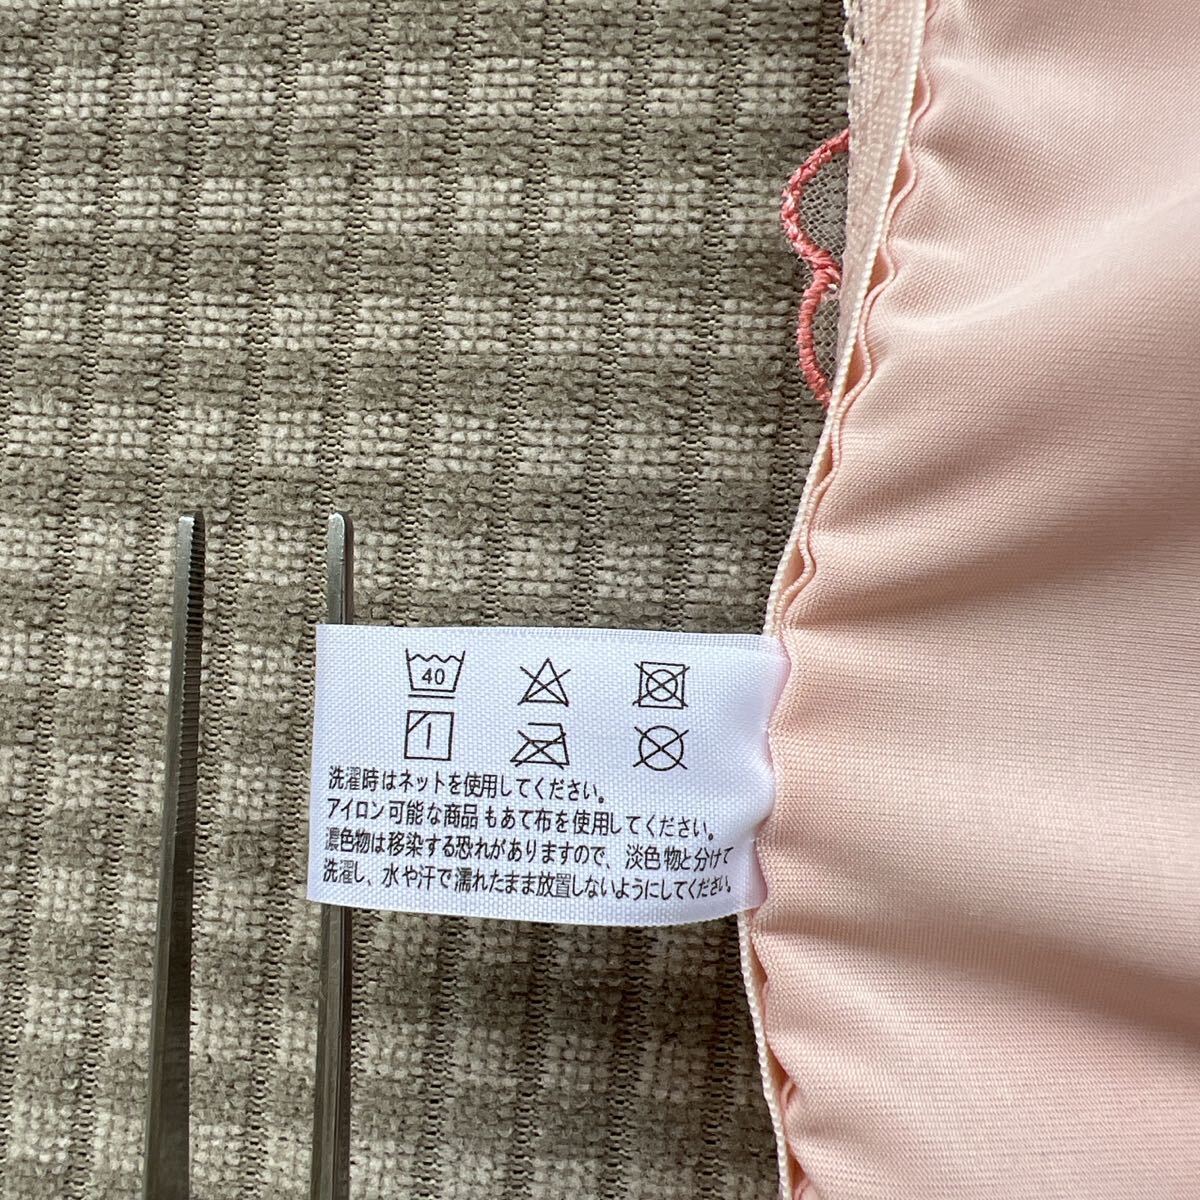 40
洗濯時はネットを使用してください。
アイロン可能な商品もあて布を使用してください。
濃色物は移染する恐れがありますので、淡色物と分けて
洗濯し、水や汗で濡れたまま放置しないようにしてください。